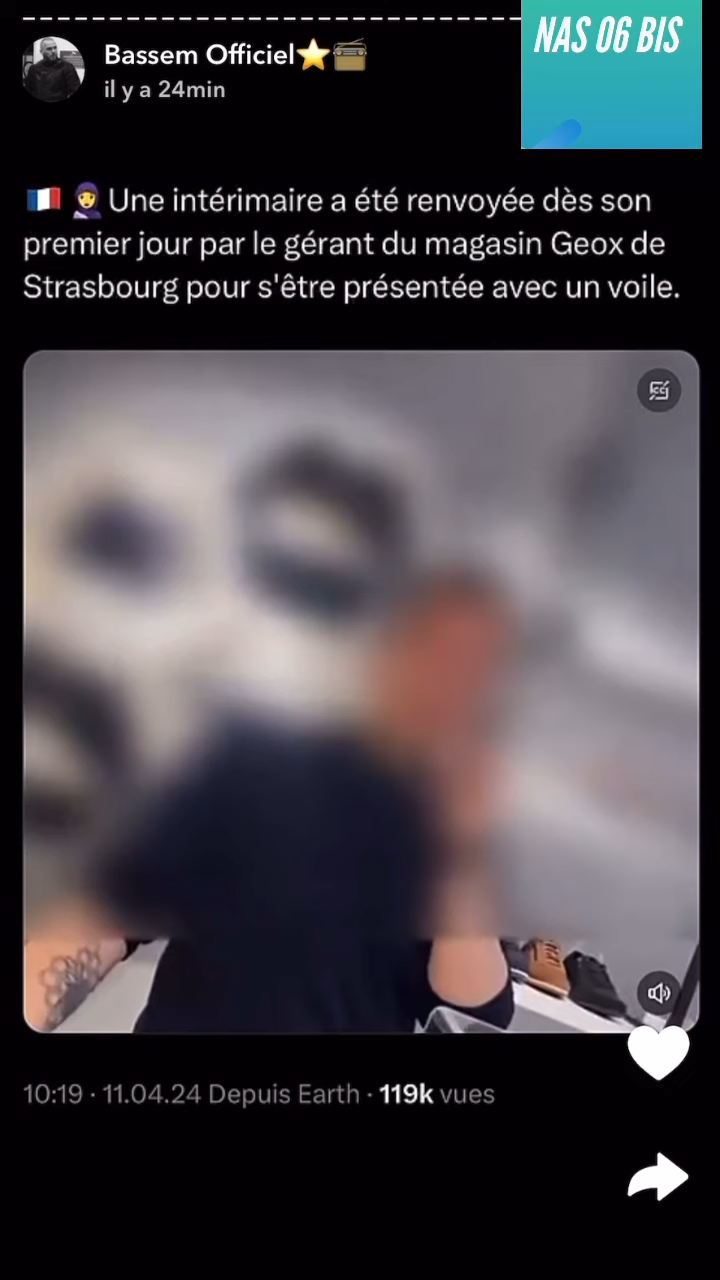 NAS 06 BIS
Bassem Officiel⭐📻
il y a 24min
🇫🇷 🧕Une intérimaire a été renvoyée dès son
premier jour par le gérant du magasin Geox de
Strasbourg pour s'être présentée avec un voile.
10:19 · 11.04.24 Depuis Earth · 119k vues